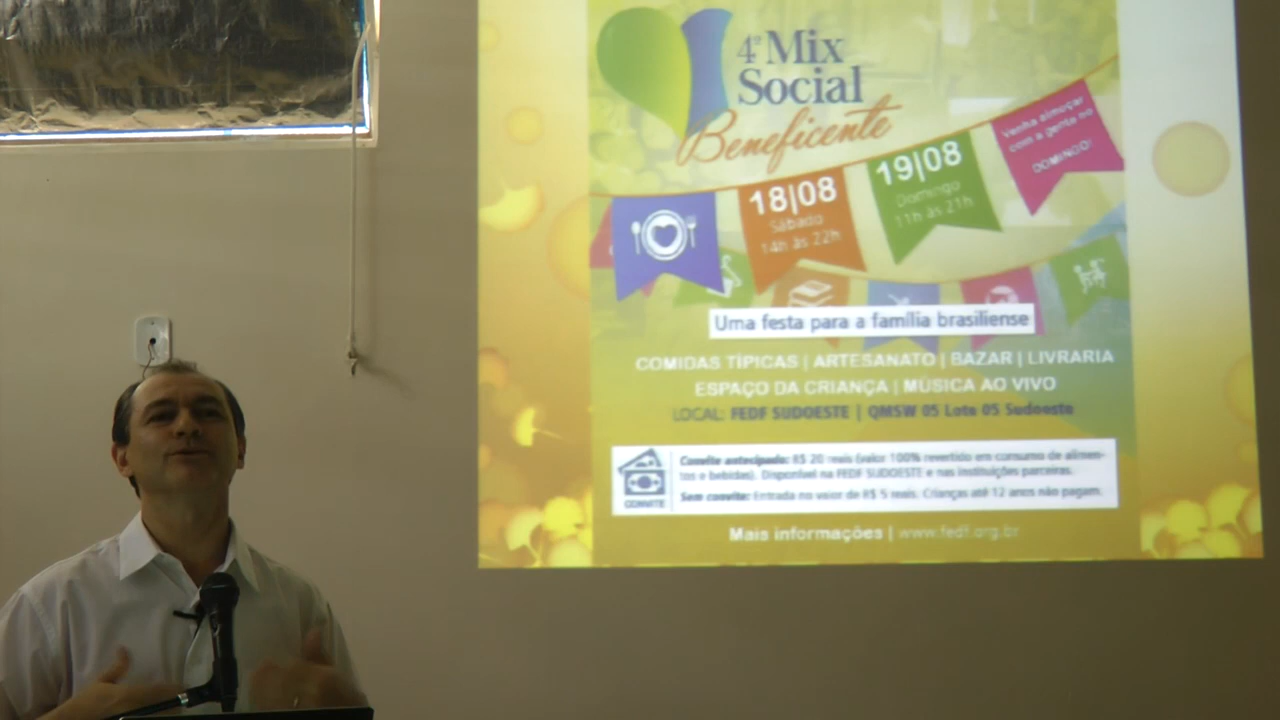 4º Mix
Social
Beneficente
Venha almoçar
com a gente no
DOMINGO!
19|08
Domingo
11h às 21h
18|08
Sábado
14h às 22h
Uma festa para a família brasiliense
COMIDAS TÍPICAS | ARTESANATO | BAZAR | LIVRARIA
ESPAÇO DA CRIANÇA | MÚSICA AO VIVO
LOCAL: FEDF SUDOESTE | QMSW 05 Lote 05 Sudoeste
Convite antecipado: R$ 20 reais (valor 100% revertido em consumo de alimen-
tos e bebidas). Disponível na FEDF SUDOESTE e nas instituições parceiras.
Sem convite: Entrada no valor de R$ 5 reais. Crianças até 12 anos não pagam.
CONVITE
Mais informações | www.fedf.org.br